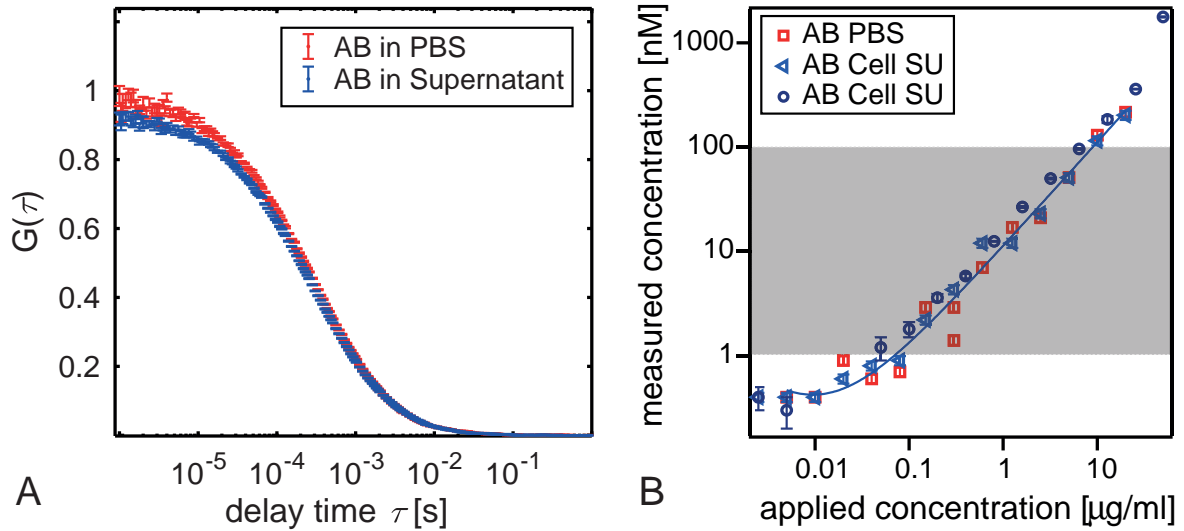 AB in PBS
AB in Supernatant
1
0.8
0.6
0.4
0.2
G(τ)
10⁻⁵ 10⁻⁴ 10⁻³ 10⁻² 10⁻¹
delay time τ [s]
A
AB PBS
AB Cell SU
AB Cell SU
1000
100
10
1
measured concentration [nM]
0.01 0.1 1 10
applied concentration [µg/ml]
B